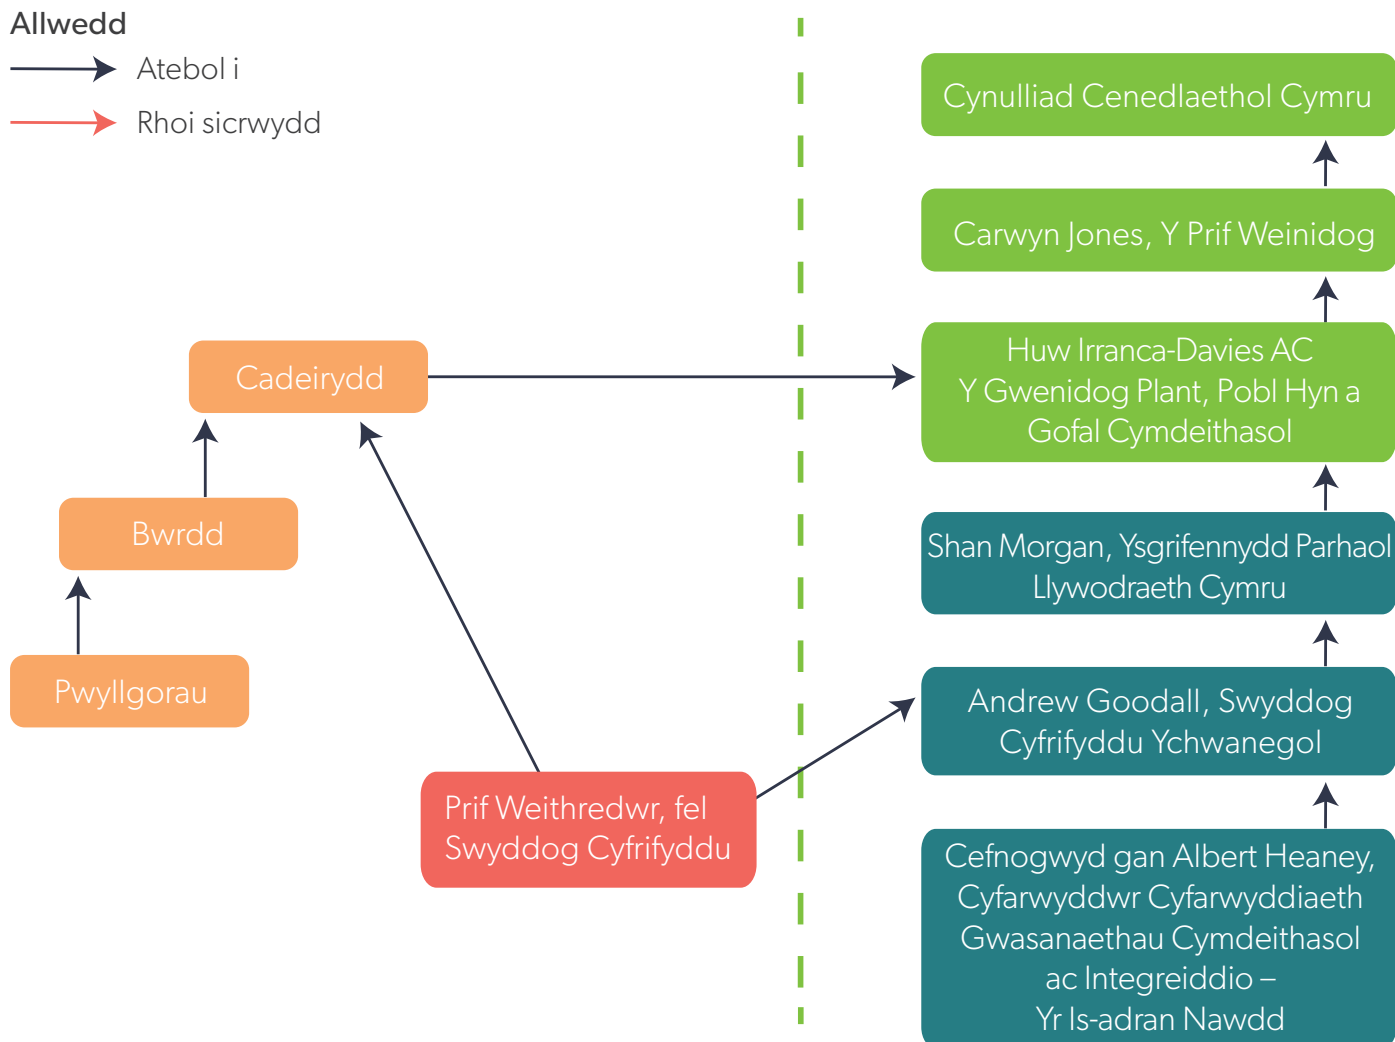 Allwedd
Atebol i
Rhoi sicrwydd
Cynulliad Cenedlaethol Cymru
Carwyn Jones, Y Prif Weinidog
Huw Irranca-Davies AC
Y Gwenidog Plant, Pobl Hyn a
Gofal Cymdeithasol
Cadeirydd
Bwrdd
Shan Morgan, Ysgrifennydd Parhaol
Llywodraeth Cymru
Pwyllgorau
Andrew Goodall, Swyddog
Cyfrifyddu Ychwanegol
Prif Weithredwr, fel
Swyddog Cyfrifyddu
Cefnogwyd gan Albert Heaney,
Cyfarwyddwr Cyfarwyddiaeth
Gwasanaethau Cymdeithasol
ac Integreiddio –
Yr Is-adran Nawdd